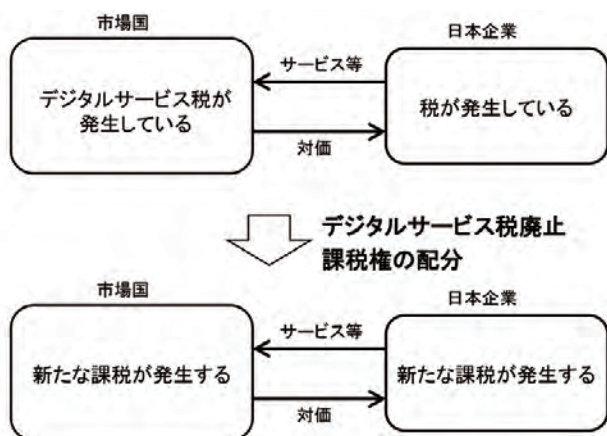 市場国
日本企業
デジタルサービス税が
発生している
サービス等
対価
税が発生している
デジタルサービス税廃止
課税権の配分
市場国
日本企業
新たな課税が発生する
サービス等
対価
新たな課税が発生する